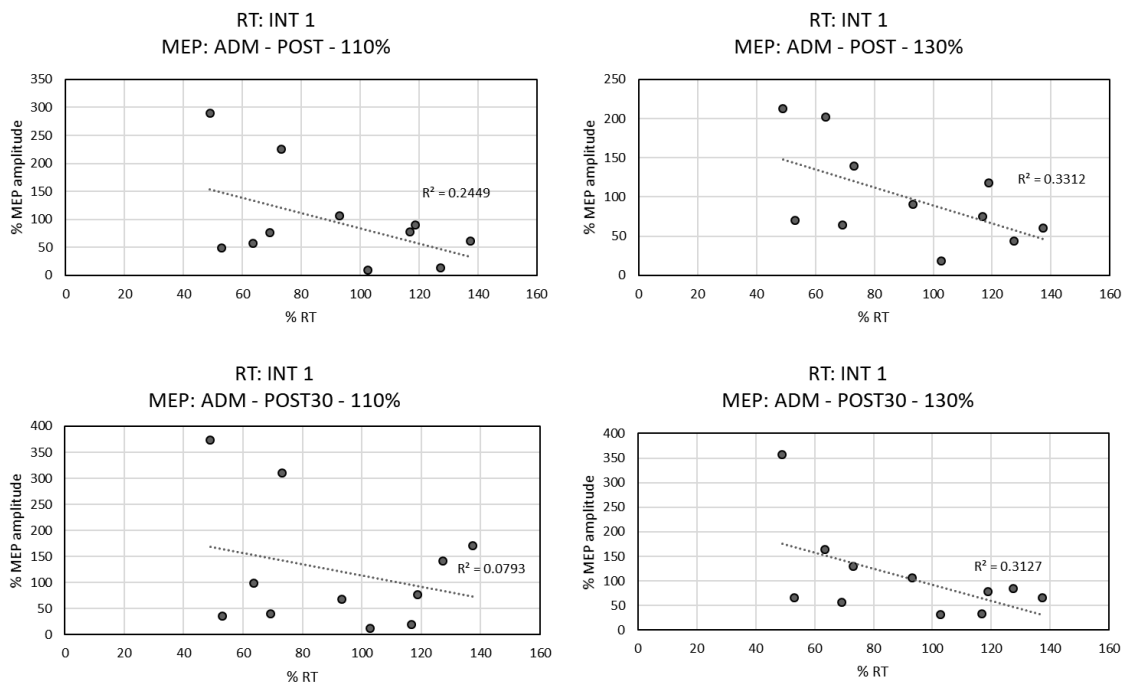 RT: INT 1
MEP: ADM - POST - 110%
350
300
250
200
150
100
50
0
% MEP amplitude
R² = 0.2449
0 20 40 60 80 100 120 140 160
% RT
RT: INT 1
MEP: ADM - POST - 130%
250
200
150
100
50
0
% MEP amplitude
R² = 0.3312
0 20 40 60 80 100 120 140 160
% RT
RT: INT 1
MEP: ADM - POST30 - 110%
400
350
300
250
200
150
100
50
0
% MEP amplitude
R² = 0.0793
0 20 40 60 80 100 120 140 160
% RT
RT: INT 1
MEP: ADM - POST30 - 130%
400
350
300
250
200
150
100
50
0
% MEP amplitude
R² = 0.3127
0 20 40 60 80 100 120 140 160
% RT